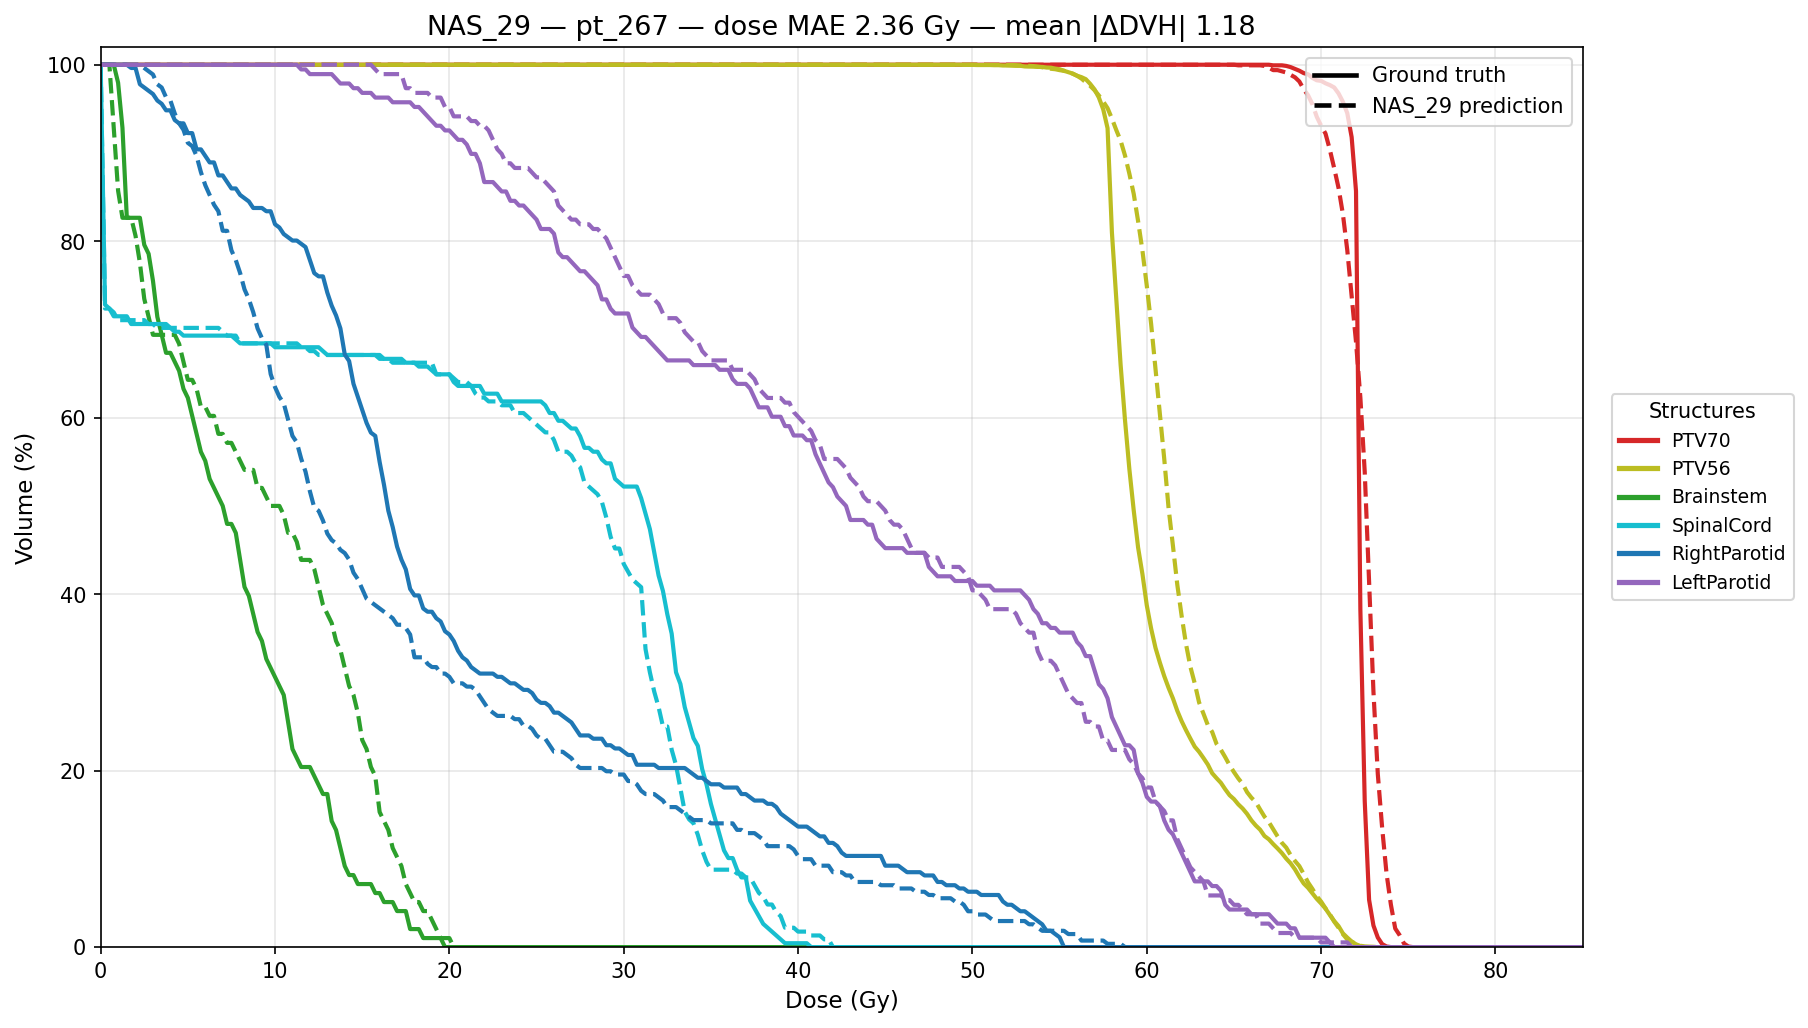 NAS_29 — pt_267 — dose MAE 2.36 Gy — mean |ΔDVH| 1.18
Ground truth
NAS_29 prediction
Volume (%)
100
80
60
40
20
0
0 10 20 30 40 50 60 70 80
Dose (Gy)
Structures
PTV70
PTV56
Brainstem
SpinalCord
RightParotid
LeftParotid